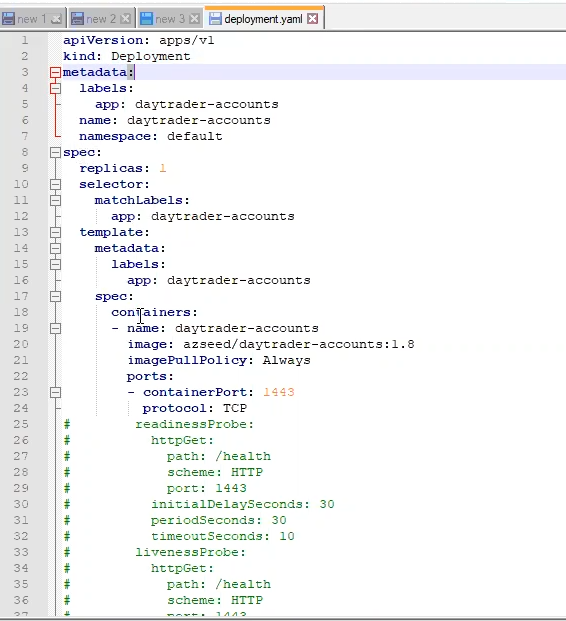 new 1 new 2 new 3 deployment.yaml
1 apiVersion: apps/v1
2 kind: Deployment
3 metadata:
4 labels:
5 app: daytrader-accounts
6 name: daytrader-accounts
7 namespace: default
8 spec:
9 replicas: 1
10 selector:
11 matchLabels:
12 app: daytrader-accounts
13 template:
14 metadata:
15 labels:
16 app: daytrader-accounts
17 spec:
18 containers:
19 - name: daytrader-accounts
20 image: azseed/daytrader-accounts:1.8
21 imagePullPolicy: Always
22 ports:
23 - containerPort: 1443
24 protocol: TCP
25 # readinessProbe:
26 # httpGet:
27 # path: /health
28 # scheme: HTTP
29 # port: 1443
30 # initialDelaySeconds: 30
31 # periodSeconds: 30
32 # timeoutSeconds: 10
33 # livenessProbe:
34 # httpGet:
35 # path: /health
36 # scheme: HTTP
37 # port: 1443